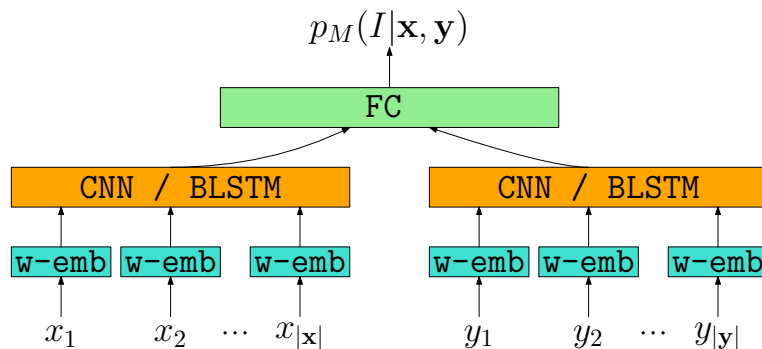 p_M(I|x, y)
FC
CNN / BLSTM CNN / BLSTM
w-emb w-emb w-emb w-emb w-emb w-emb
x_1 x_2 ... x_{|x|} y_1 y_2 ... y_{|y|}